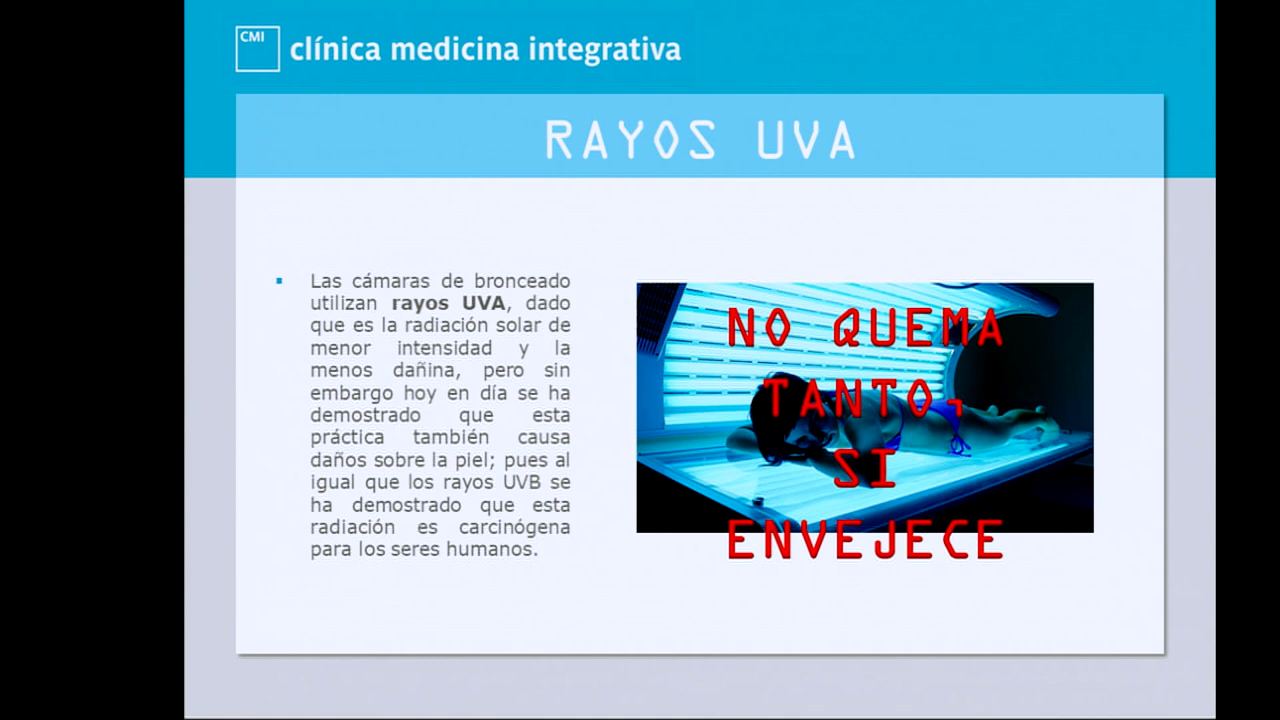 CMI
clínica medicina integrativa
RAYOS UVA
Las cámaras de bronceado
utilizan rayos UVA, dado
que es la radiación solar de
menor intensidad y la
menos dañina, pero sin
embargo hoy en día se ha
demostrado que esta
práctica también causa
daños sobre la piel; pues al
igual que los rayos UVB se
ha demostrado que esta
radiación es carcinógena
para los seres humanos.
NO QUEMA
TANTO,
SI
ENVEJECE